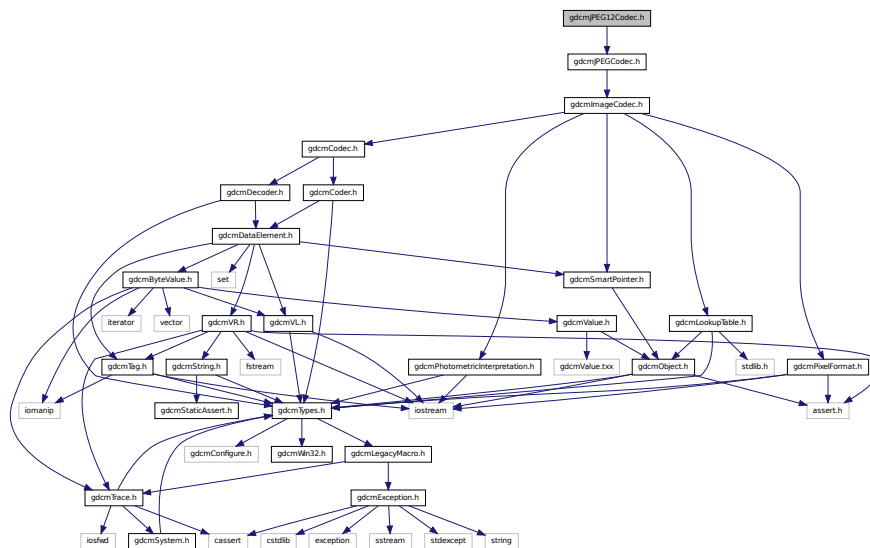 gdcmJPEG12Codec.h
gdcmJPEGCodec.h
gdcmImageCodec.h
gdcmCodec.h
gdcmDecoder.h
gdcmCoder.h
gdcmDataElement.h
gdcmByteValue.h
set
gdcmSmartPointer.h
iterator
vector
gdcmVR.h
gdcmVL.h
gdcmValue.h
gdcmLookupTable.h
gdcmTag.h
gdcmString.h
fstream
gdcmPhotometricInterpretation.h
gdcmValue.txx
gdcmObject.h
stdlib.h
gdcmPixelFormat.h
iomanip
gdcmStaticAssert.h
gdcmTypes.h
iostream
assert.h
gdcmConfigure.h
gdcmWin32.h
gdcmLegacyMacro.h
gdcmTrace.h
gdcmException.h
iosfwd
gdcmSystem.h
cassert
cstdlib
exception
sstream
stdexcept
string